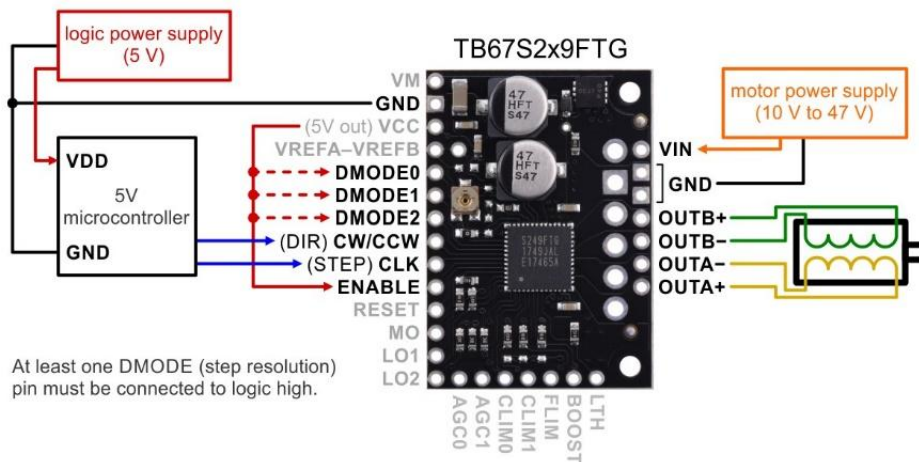 logic power supply
(5 V)
TB67S2x9FTG
motor power supply
(10 V to 47 V)
VDD
5V
microcontroller
GND
VM
GND
(5V out) VCC
VREFA–VREFB
DMODE0
DMODE1
DMODE2
(DIR) CW/CCW
(STEP) CLK
ENABLE
RESET
MO
LO1
LO2
AGC0
AGC1
CLIM0
CLIM1
FLIM
BOOST
LTH
47
HFT
S47
47
HFT
S47
S249FTG
1749JAL
E17465A
VIN
GND
OUTB+
OUTB−
OUTA−
OUTA+
At least one DMODE (step resolution)
pin must be connected to logic high.